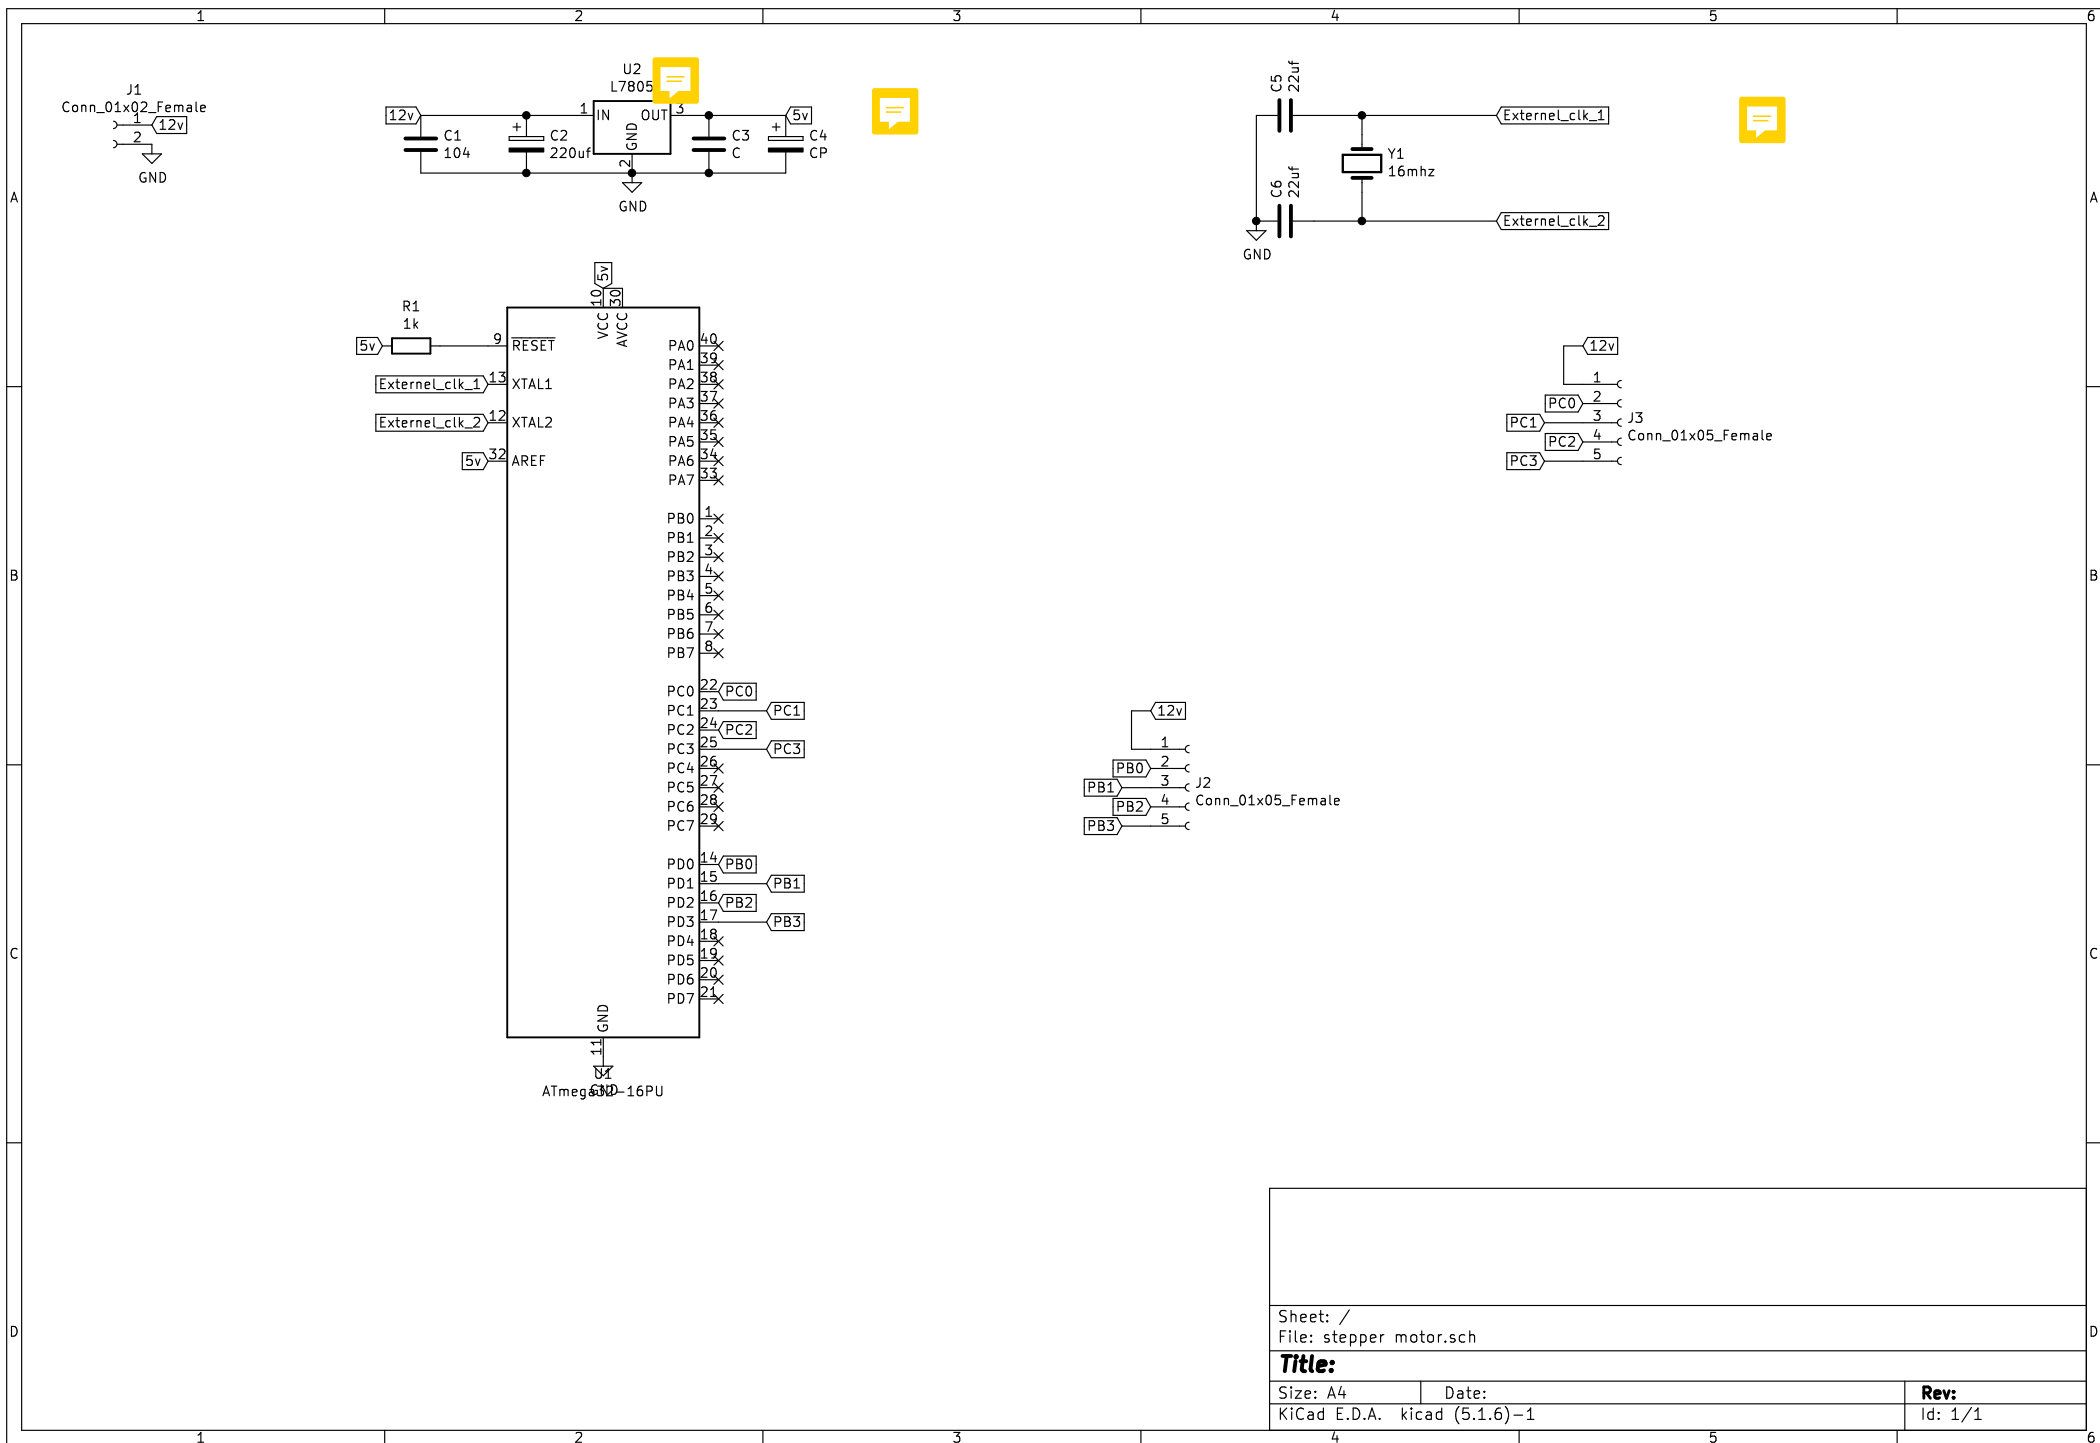 1 2 3 4 5 6
J1
Conn_01x02_Female
1
12v
2
GND
U2
L7805
12v
1
IN
OUT
3
5v
GND
2
C1
104
C2
220uf
C3
C
C4
CP
GND
C5
22uf
Externel_clk_1
Y1
16mhz
C6
22uf
Externel_clk_2
GND
A
A
5v
10
30
VCC
AVCC
R1
1k
5v
9
RESET
Externel_clk_1
13
XTAL1
Externel_clk_2
12
XTAL2
5v
32
AREF
PA0 40
PA1 39
PA2 38
PA3 37
PA4 36
PA5 35
PA6 34
PA7 33
PB0 1
PB1 2
PB2 3
PB3 4
PB4 5
PB5 6
PB6 7
PB7 8
PC0 22 PC0
PC1 23 PC1
PC2 24 PC2
PC3 25 PC3
PC4 26
PC5 27
PC6 28
PC7 29
PD0 14 PB0
PD1 15 PB1
PD2 16 PB2
PD3 17 PB3
PD4 18
PD5 19
PD6 20
PD7 21
GND
11
U1
GND
ATmega32-16PU
12v
1
PC0 2
PC1 3 J3
PC2 4 Conn_01x05_Female
PC3 5
B
B
12v
1
PB0 2
PB1 3 J2
PB2 4 Conn_01x05_Female
PB3 5
C
C
D
D
Sheet: /
File: stepper motor.sch
Title:
Size: A4 Date: Rev:
KiCad E.D.A. kicad (5.1.6)-1 Id: 1/1
1 2 3 4 5 6